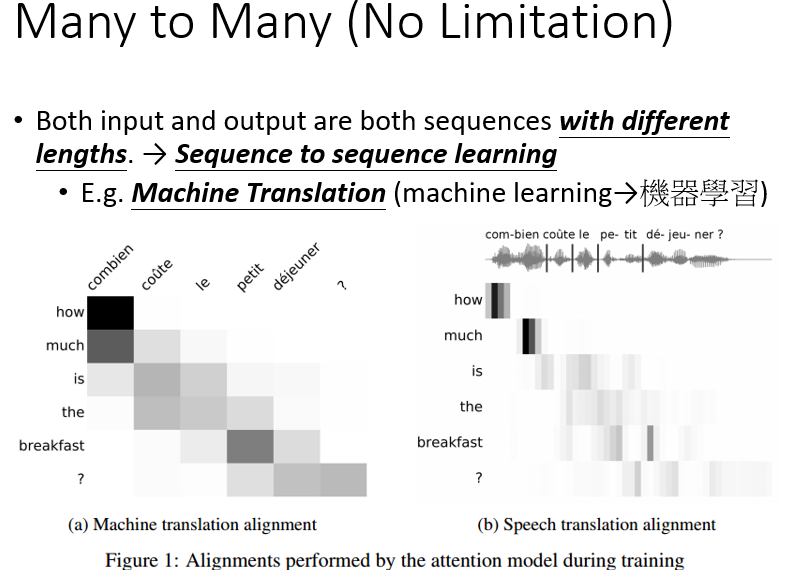 Many to Many (No Limitation)
• Both input and output are both sequences with different
lengths. → Sequence to sequence learning
• E.g. Machine Translation (machine learning→機器學習)
combien
coûte
le
petit
déjeuner
?
how
much
is
the
breakfast
?
(a) Machine translation alignment
com-bien coûte le pe- tit dé- jeu- ner ?
how
much
is
the
breakfast
?
(b) Speech translation alignment
Figure 1: Alignments performed by the attention model during training